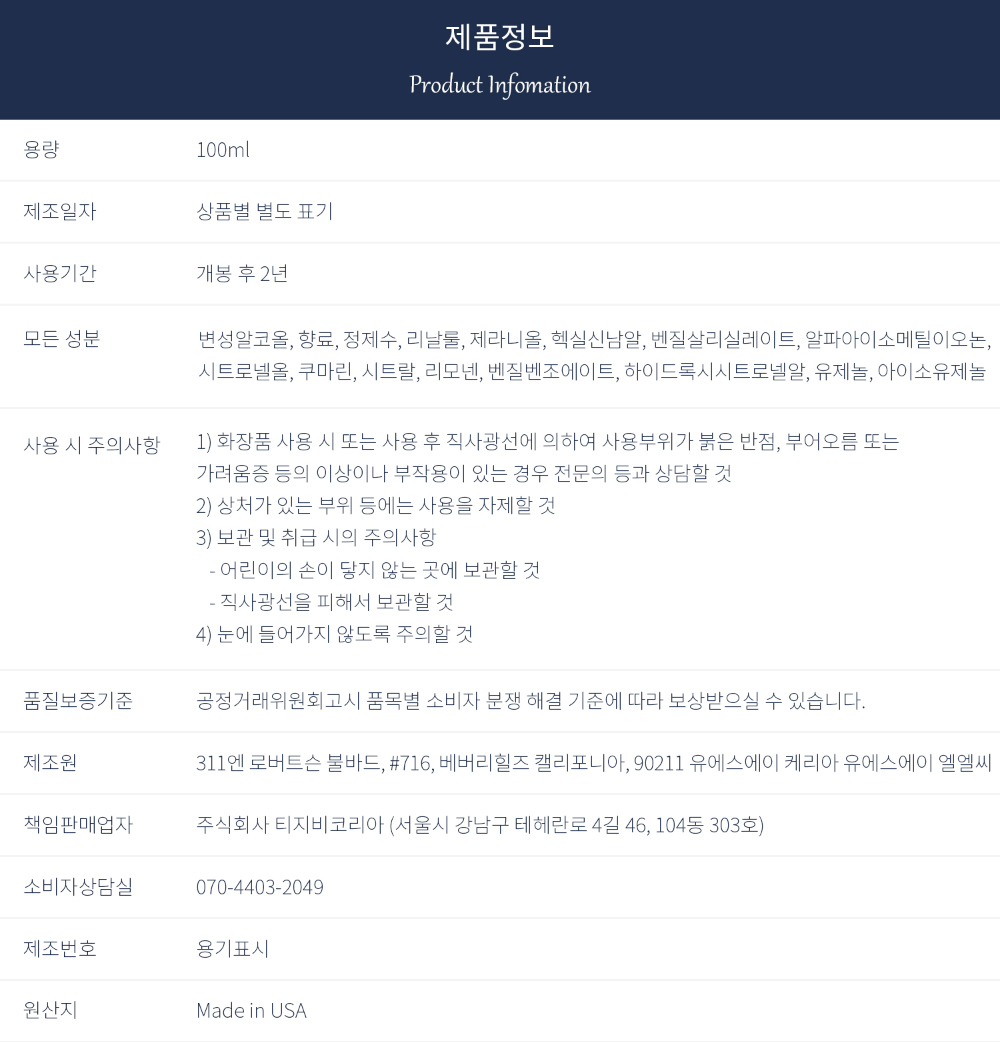 제품정보
Product Infomation
용량 100ml
제조일자 상품별 별도 표기
사용기간 개봉 후 2년
모든 성분 변성알코올, 향료, 정제수, 리날룰, 제라니올, 헥실신남알, 벤질살리실레이트, 알파아이소메틸이오논,
시트로넬올, 쿠마린, 시트랄, 리모넨, 벤질벤조에이트, 하이드록시시트로넬알, 유제놀, 아이소유제놀
사용 시 주의사항 1) 화장품 사용 시 또는 사용 후 직사광선에 의하여 사용부위가 붉은 반점, 부어오름 또는
가려움증 등의 이상이나 부작용이 있는 경우 전문의 등과 상담할 것
2) 상처가 있는 부위 등에는 사용을 자제할 것
3) 보관 및 취급 시의 주의사항
- 어린이의 손이 닿지 않는 곳에 보관할 것
- 직사광선을 피해서 보관할 것
4) 눈에 들어가지 않도록 주의할 것
품질보증기준 공정거래위원회고시 품목별 소비자 분쟁 해결 기준에 따라 보상받으실 수 있습니다.
제조원 311엔 로버트슨 불바드, #716, 베버리힐즈 캘리포니아, 90211 유에스에이 케리아 유에스에이 엘엘씨
책임판매업자 주식회사 티지비코리아 (서울시 강남구 테헤란로 4길 46, 104동 303호)
소비자상담실 070-4403-2049
제조번호 용기표시
원산지 Made in USA